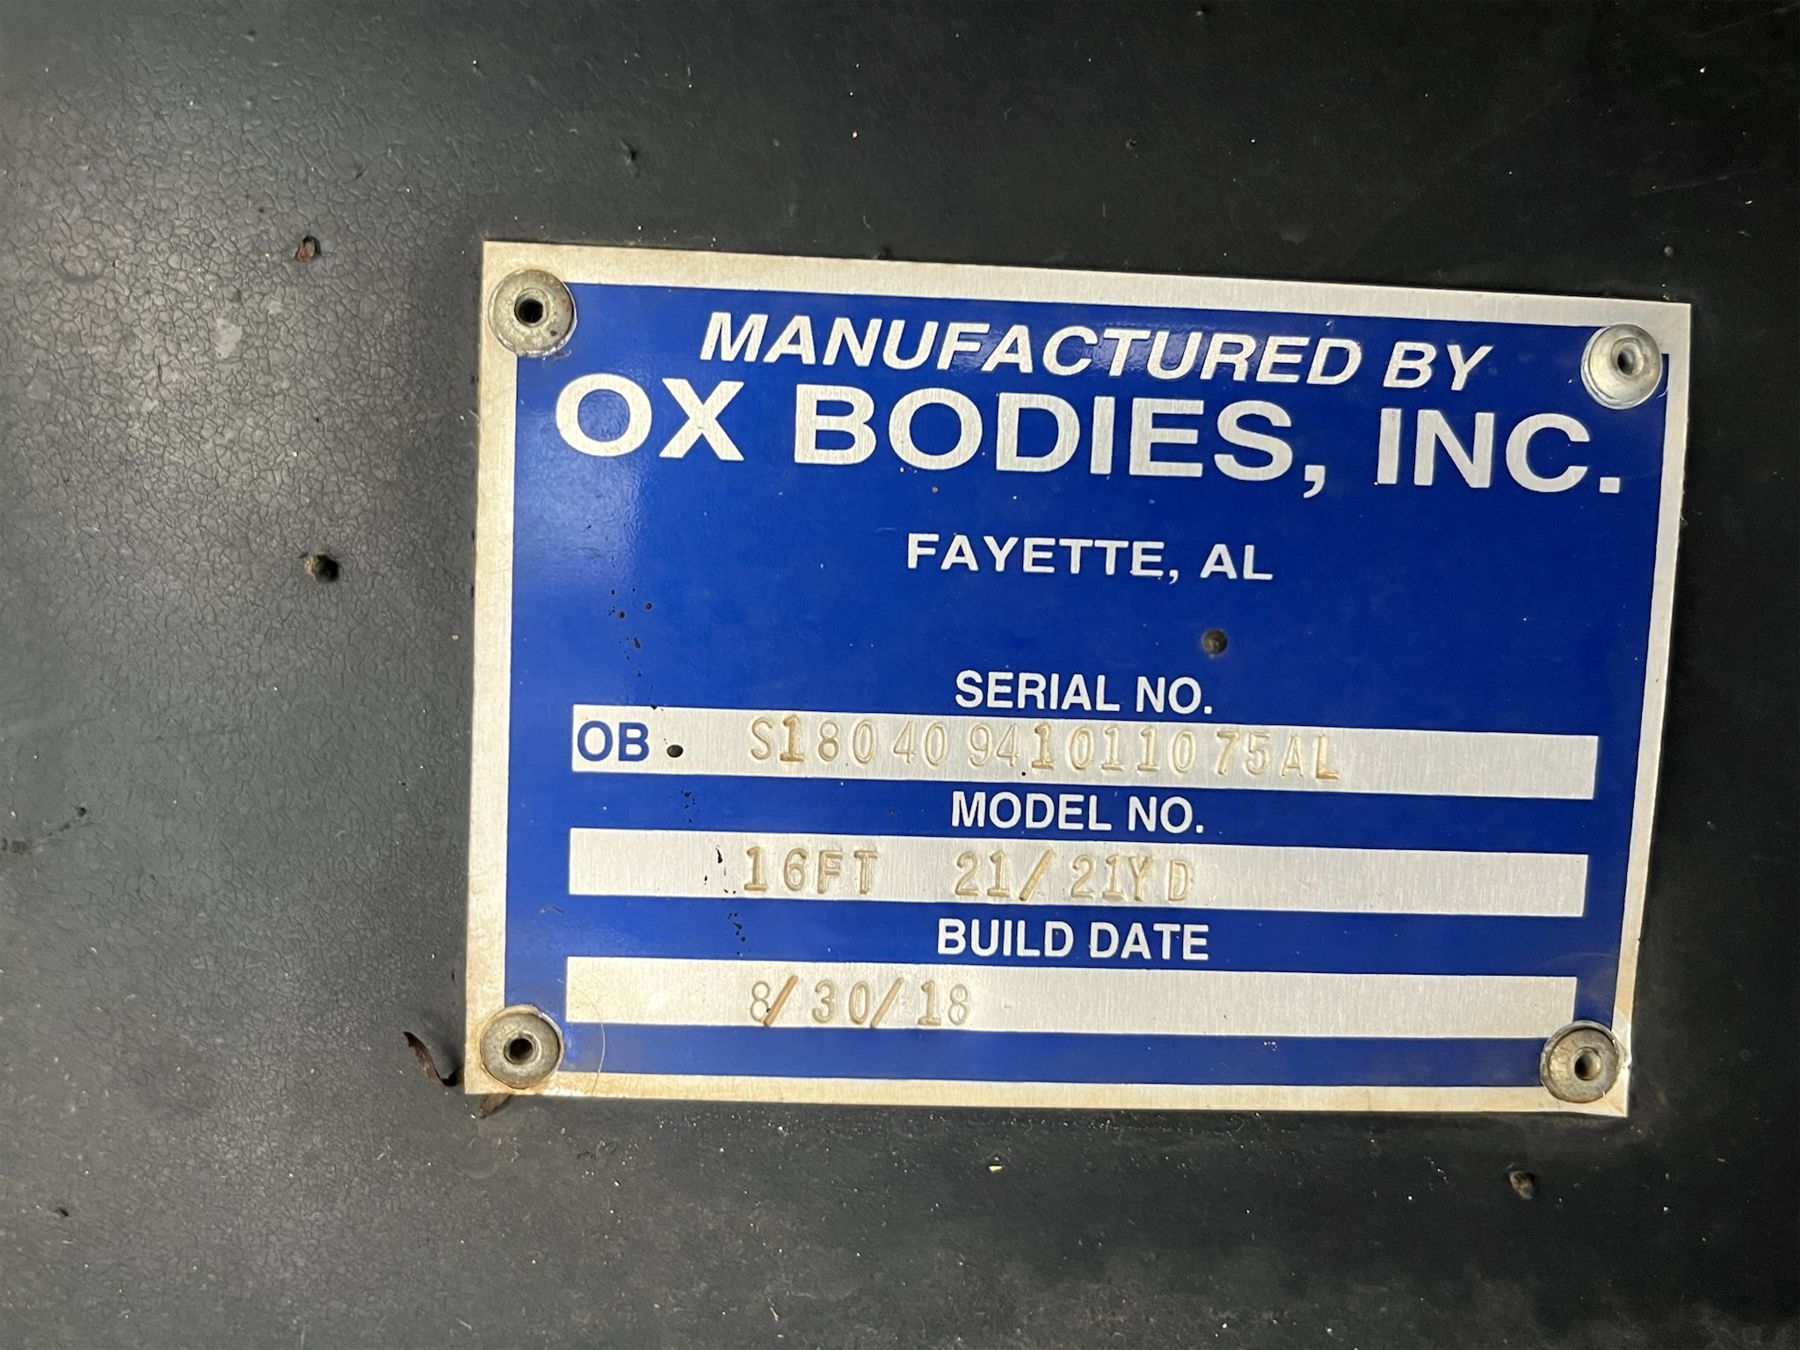 MANUFACTURED BY
OX BODIES, INC.
FAYETTE, AL
SERIAL NO.
OB. S18040941011075AL
MODEL NO.
16FT 21/21YD
BUILD DATE
8/30/18